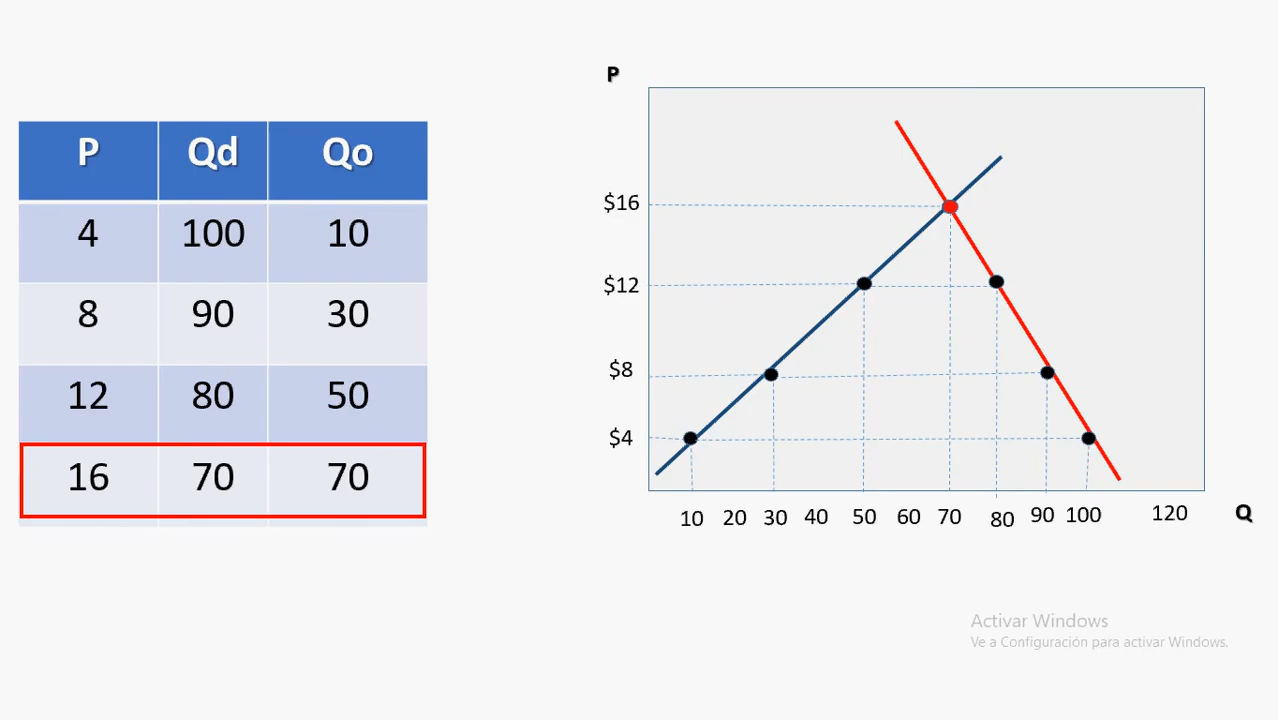 P Qd Qo
4 100 10
8 90 30
12 80 50
16 70 70
P
$16
$12
$8
$4
10 20 30 40 50 60 70 80 90 100 120 Q
Activar Windows
Ve a Configuración para activar Windows.